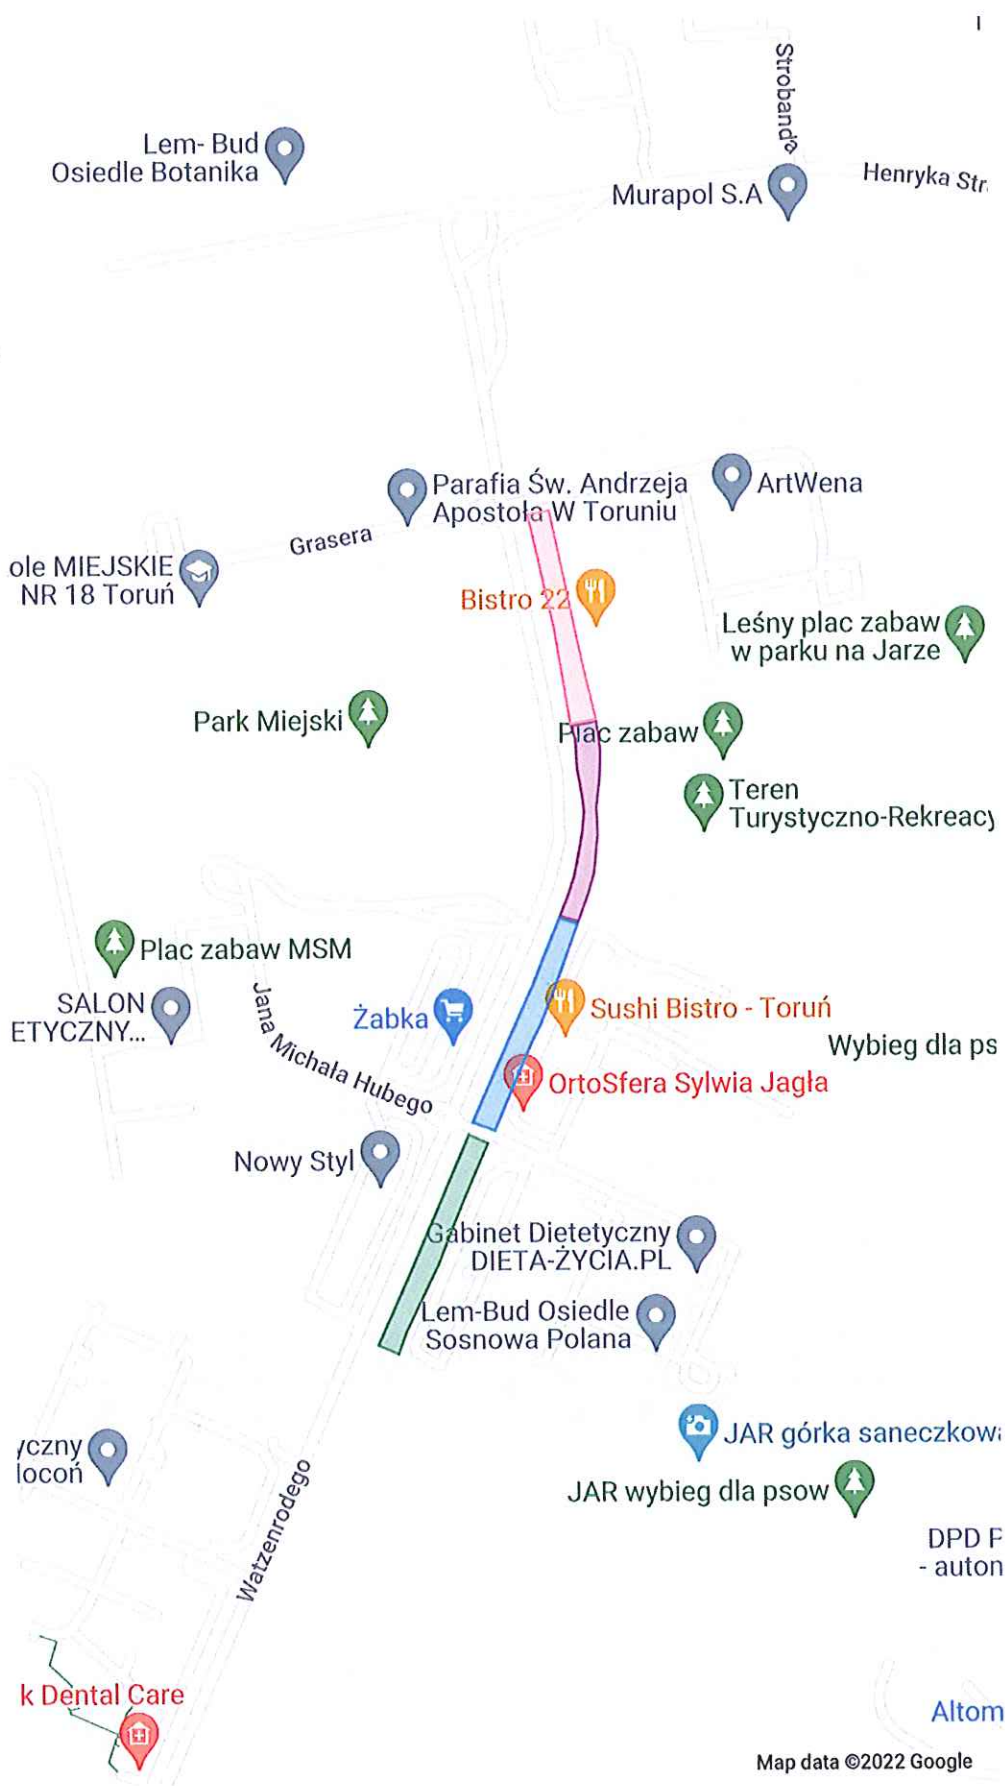 Strobanda
Lem- Bud
Osiedle Botanika
Murapol S.A
Henryka Str
Parafia Św. Andrzeja
Apostoła W Toruniu
ArtWena
Grasera
ole MIEJSKIE
NR 18 Toruń
Bistro 22
Leśny plac zabaw
w parku na Jarze
Park Miejski
Plac zabaw
Teren
Turystyczno-Rekreacy
Plac zabaw MSM
SALON
ETYCZNY...
Żabka
Sushi Bistro - Toruń
Jana Michała Hubego
Wybieg dla ps
OrtoSfera Sylwia Jagła
Nowy Styl
Gabinet Dietetyczny
DIETA-ŻYCIA.PL
Lem-Bud Osiedle
Sosnowa Polana
yczny
locoń
JAR górka saneczkow
JAR wybieg dla psow
Watzenrodego
DPD F
- auton
k Dental Care
Altom
Map data ©2022 Google